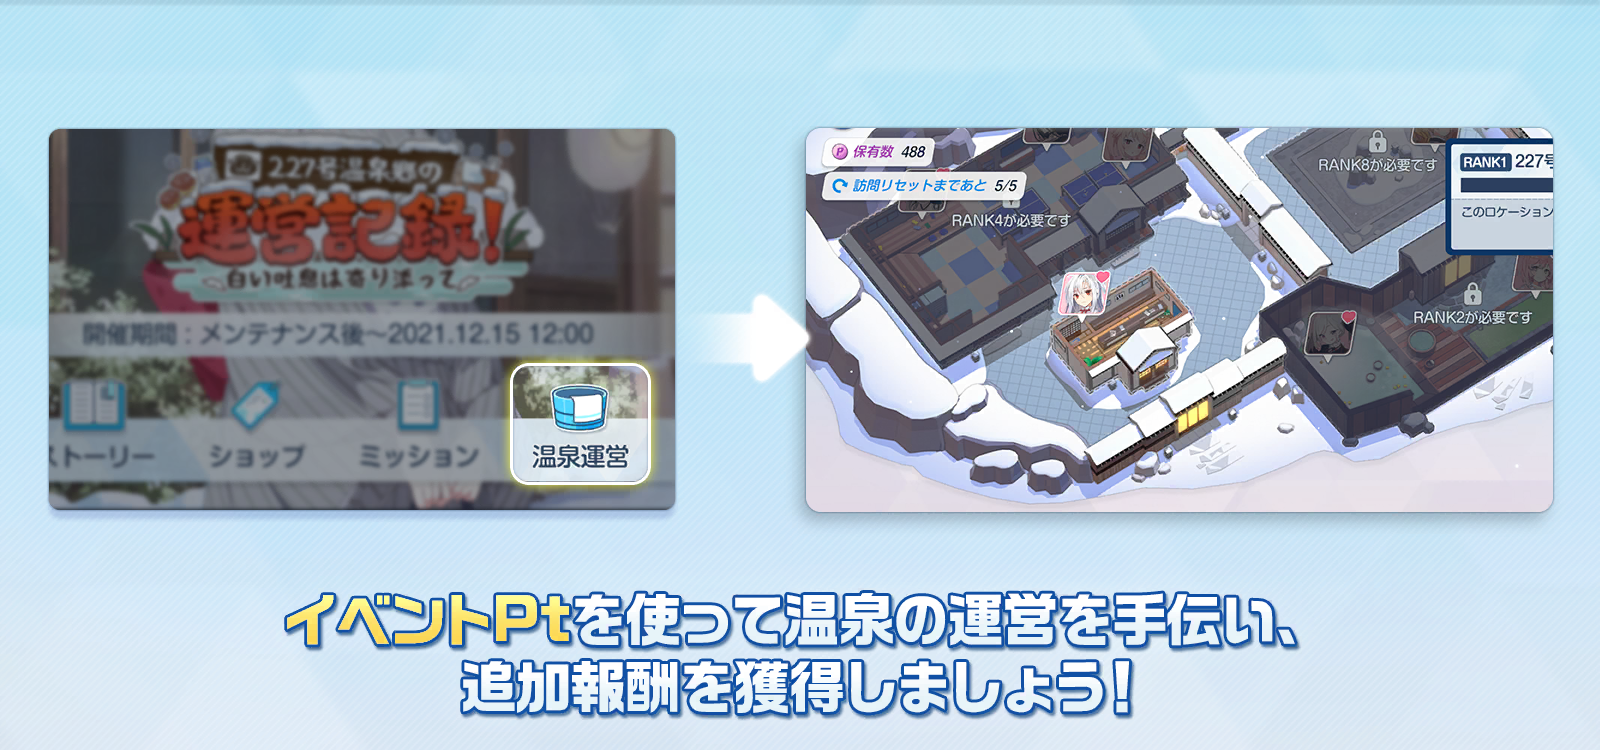 227号温泉郷の
運営記録!
白い吐息は寄り添って
開催期間：メンテナンス後～2021.12.15 12:00
ストーリー
ショップ
ミッション
温泉運営
P 保有数 488
訪問リセットまであと 5/5
RANK4が必要です
RANK8が必要です
RANK1 227号
このロケーション
RANK2が必要です
イベントPtを使って温泉の運営を手伝い、
追加報酬を獲得しましょう!